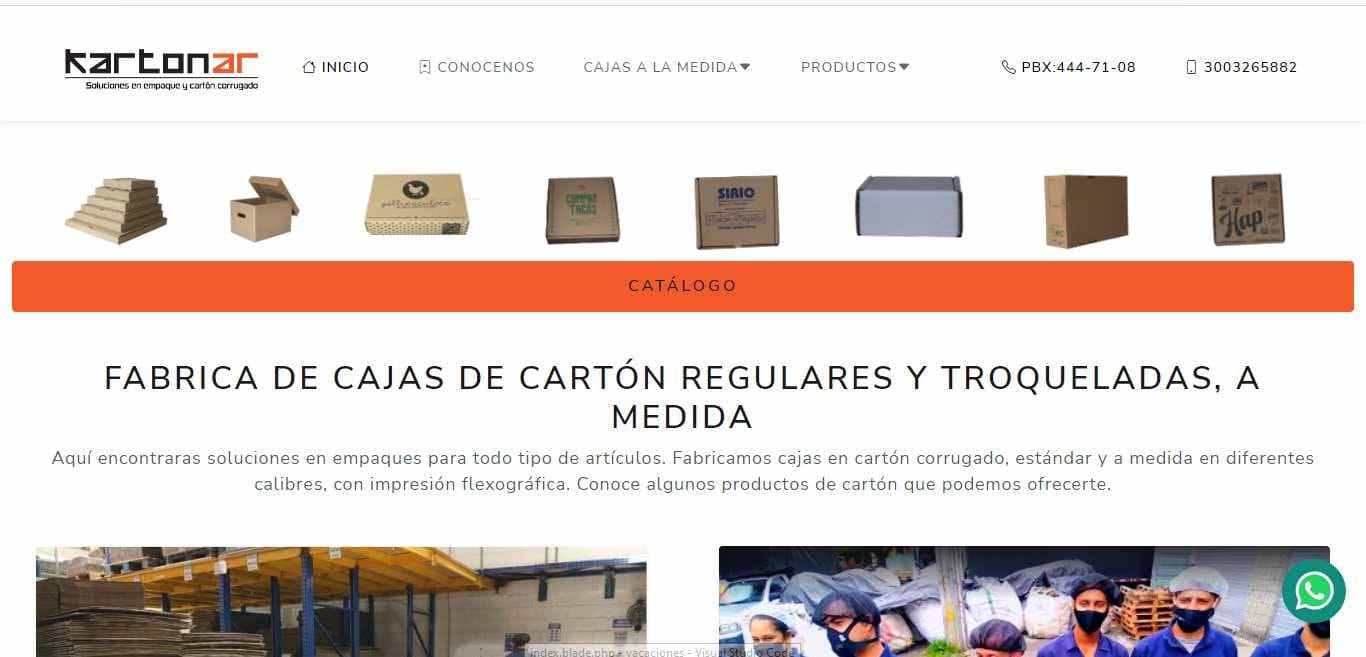 kartonar
Soluciones en empaque y cartón corrugado
INICIO
CONOCENOS
CAJAS A LA MEDIDA
PRODUCTOS
PBX:444-71-08
3003265882
COMPRA
TACOS
SIRIO
Hap
CATÁLOGO
FABRICA DE CAJAS DE CARTÓN REGULARES Y TROQUELADAS, A
MEDIDA
Aquí encontraras soluciones en empaques para todo tipo de artículos. Fabricamos cajas en cartón corrugado, estándar y a medida en diferentes
calibres, con impresión flexográfica. Conoce algunos productos de cartón que podemos ofrecerte.
index.blade.php - vacaciones - Visual Studio Code